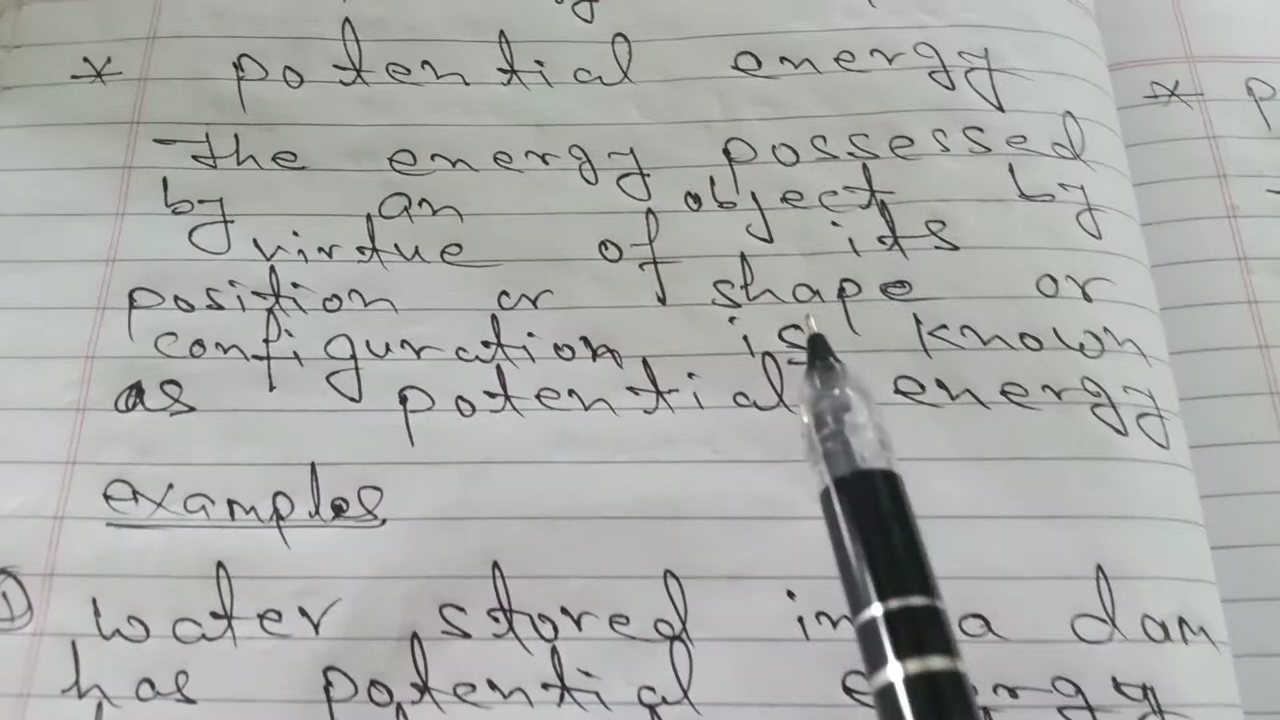 * potential energy
The energy possessed
by an object by
virtue of its
position or shape or
configuration is known
as potential energy
examples
① water stored in a dam
has potential energy
* p